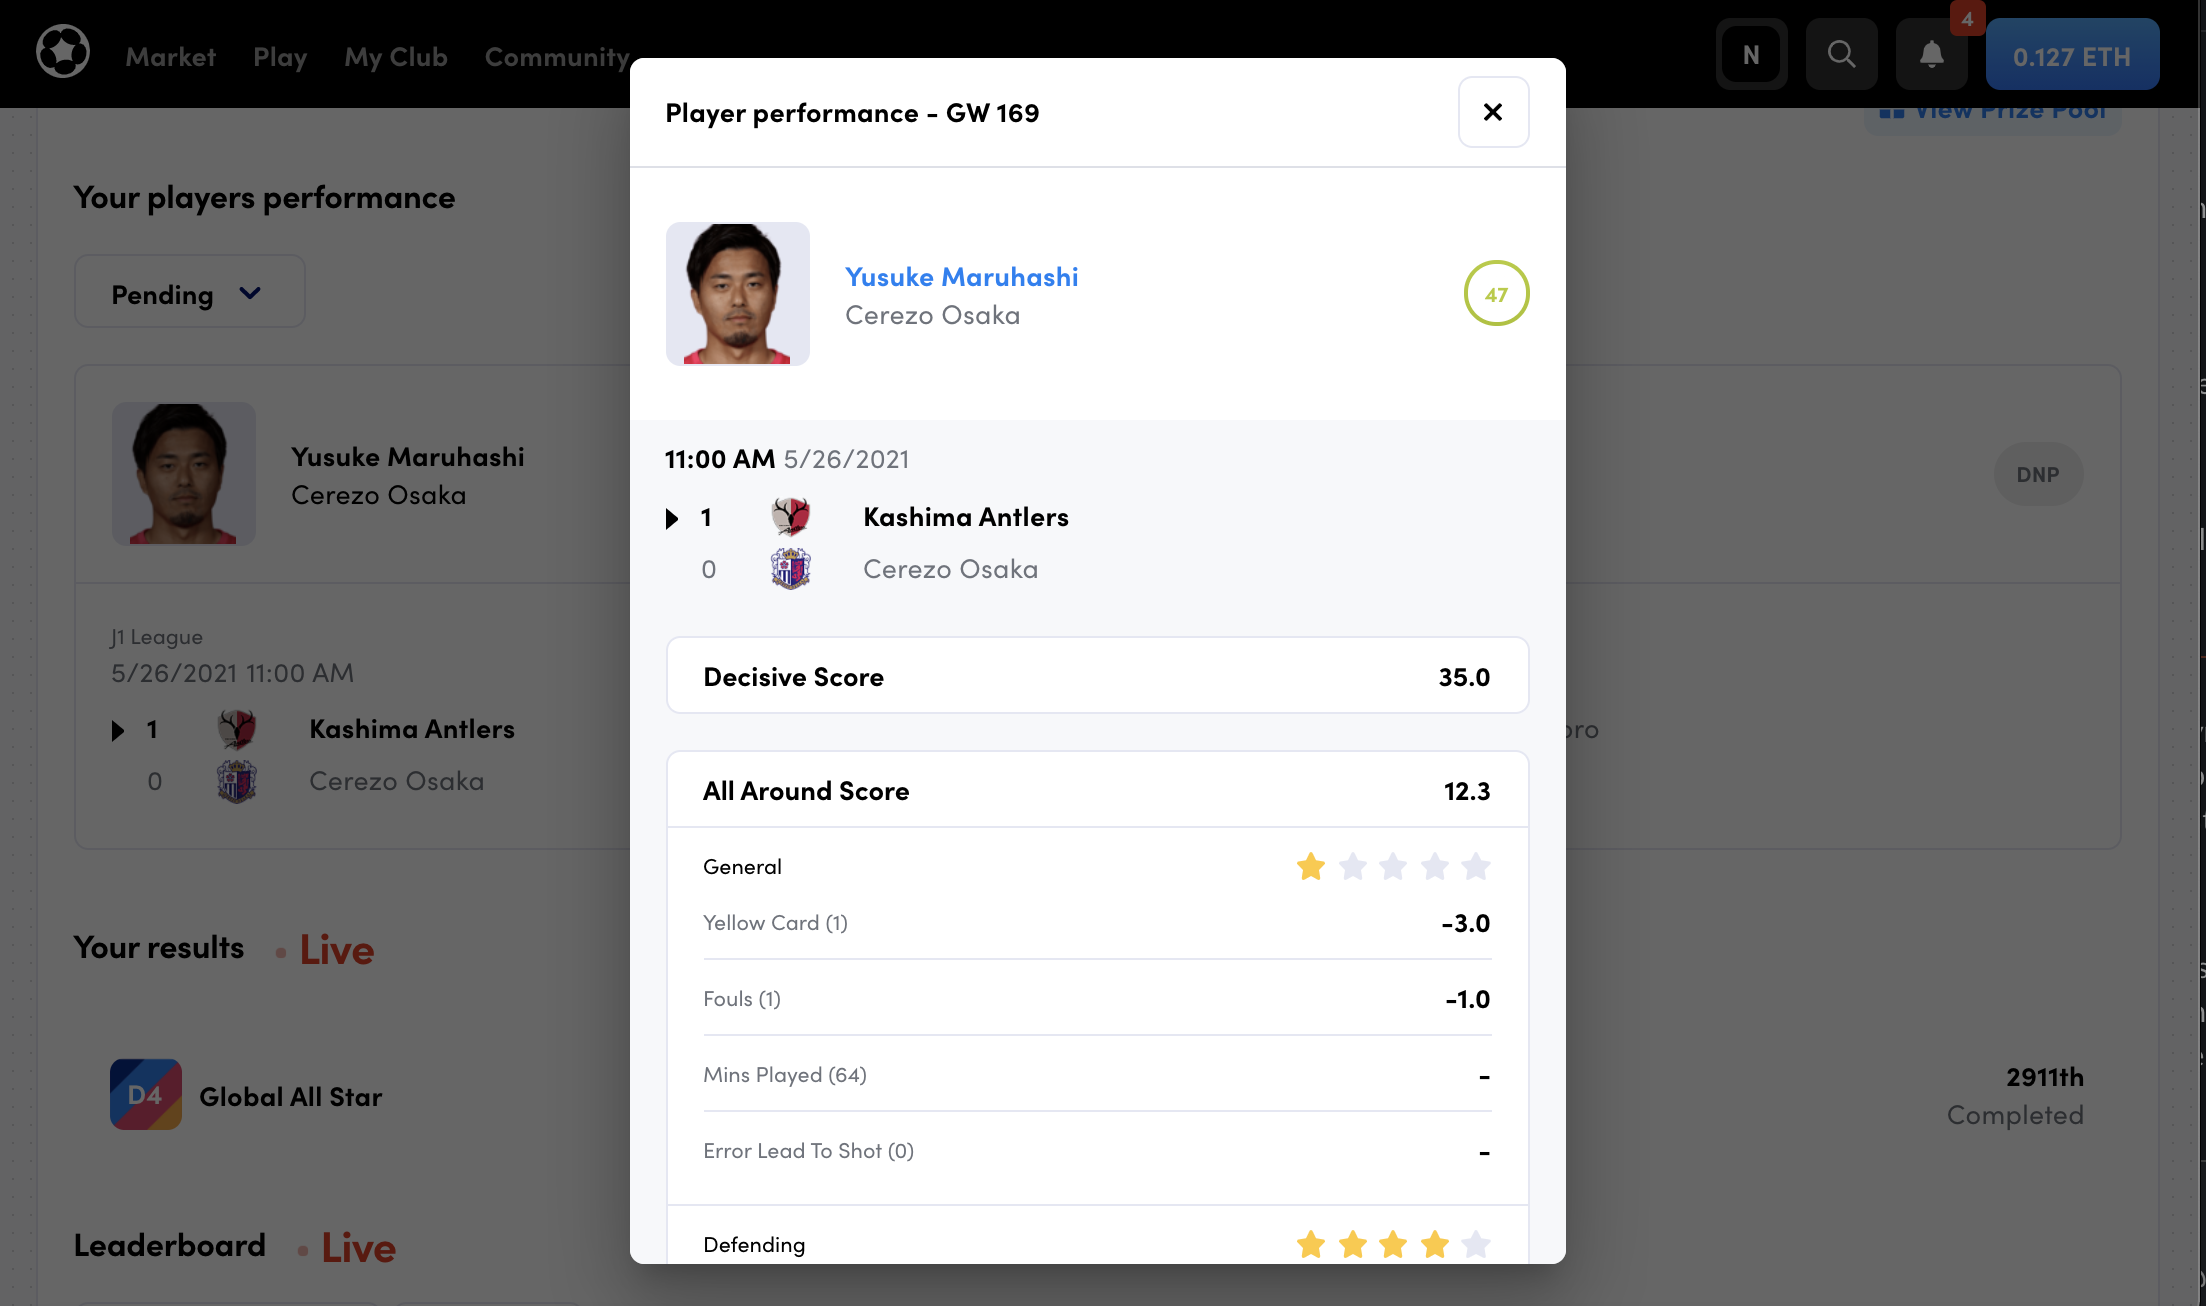 Market Play My Club Community
N
4
0.127 ETH
View Prize Pool
Your players performance
Pending
Yusuke Maruhashi
Cerezo Osaka
DNP
J1 League
5/26/2021 11:00 AM
1 Kashima Antlers
0 Cerezo Osaka
Your results Live
D4 Global All Star
2911th
Completed
Leaderboard Live
Player performance - GW 169
Yusuke Maruhashi
Cerezo Osaka
47
11:00 AM 5/26/2021
1 Kashima Antlers
0 Cerezo Osaka
Decisive Score 35.0
All Around Score 12.3
General
Yellow Card (1) -3.0
Fouls (1) -1.0
Mins Played (64) -
Error Lead To Shot (0) -
Defending